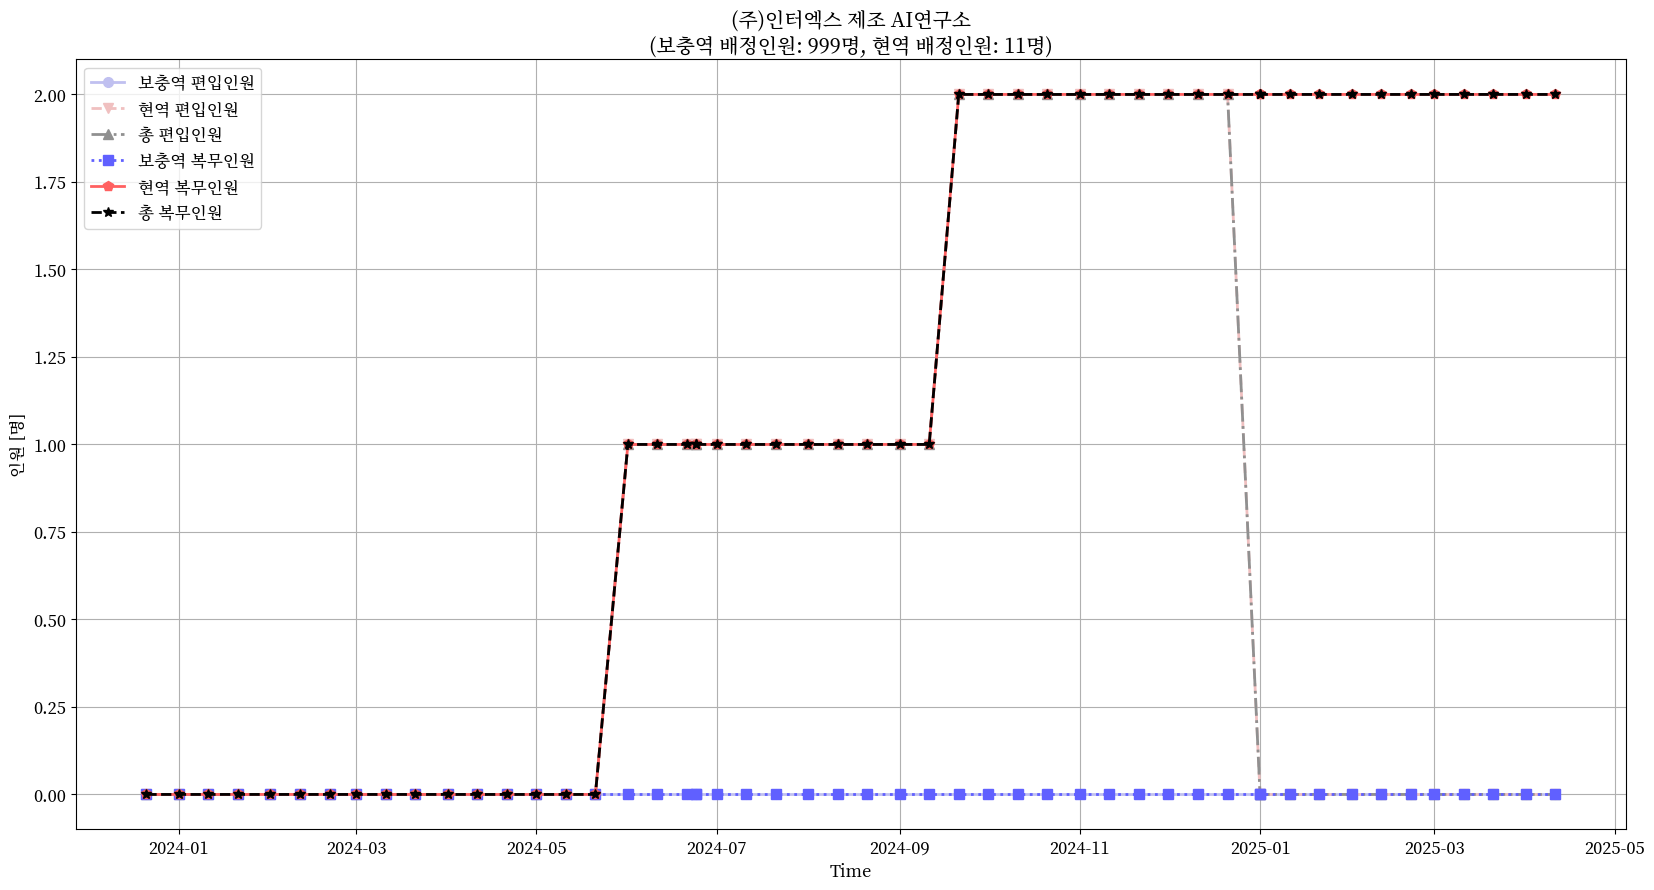 (주)인터엑스 제조 AI연구소
(보충역 배정인원: 999명, 현역 배정인원: 11명)
보충역 편입인원
현역 편입인원
총 편입인원
보충역 복무인원
현역 복무인원
총 복무인원
2.00
1.75
1.50
1.25
1.00
0.75
0.50
0.25
0.00
인원 [명]
2024-01 2024-03 2024-05 2024-07 2024-09 2024-11 2025-01 2025-03 2025-05
Time